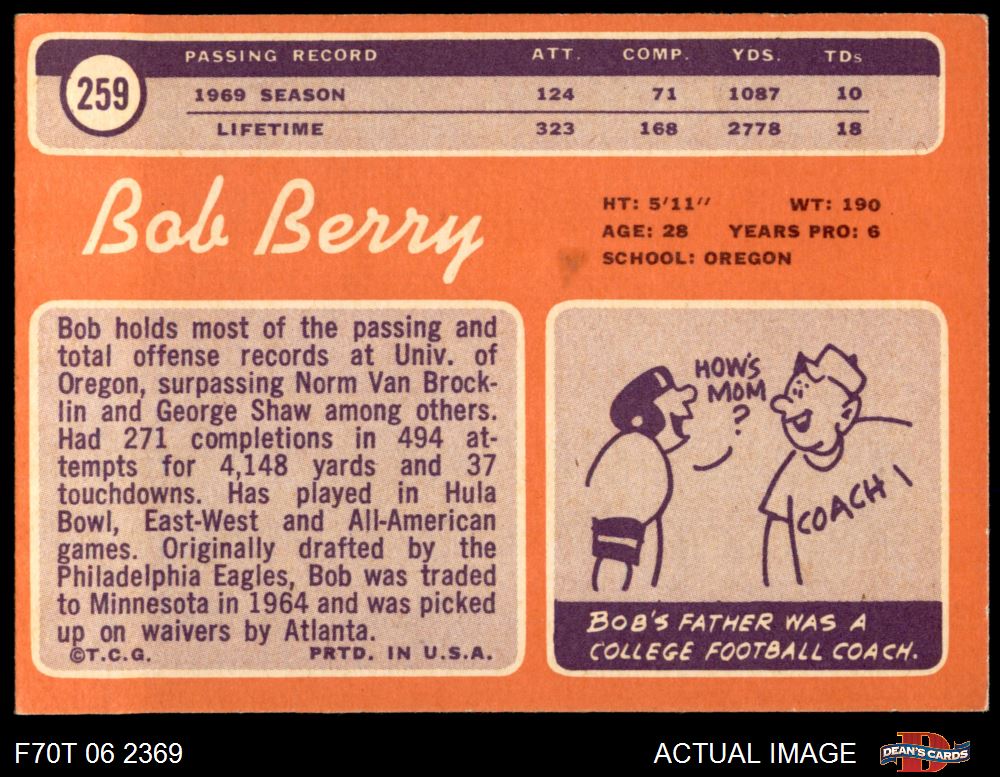 259
PASSING RECORD ATT. COMP. YDS. TDs
1969 SEASON 124 71 1087 10
LIFETIME 323 168 2778 18
Bob Berry
HT: 5'11" WT: 190
AGE: 28 YEARS PRO: 6
SCHOOL: OREGON
Bob holds most of the passing and
total offense records at Univ. of
Oregon, surpassing Norm Van Brock-
lin and George Shaw among others.
Had 271 completions in 494 at-
tempts for 4,148 yards and 37
touchdowns. Has played in Hula
Bowl, East-West and All-American
games. Originally drafted by the
Philadelphia Eagles, Bob was traded
to Minnesota in 1964 and was picked
up on waivers by Atlanta.
©T.C.G. PRTD. IN U.S.A.
HOW'S
MOM
?
COACH
BOB'S FATHER WAS A
COLLEGE FOOTBALL COACH.
F70T 06 2369
ACTUAL IMAGE
D
DEAN'S CARDS